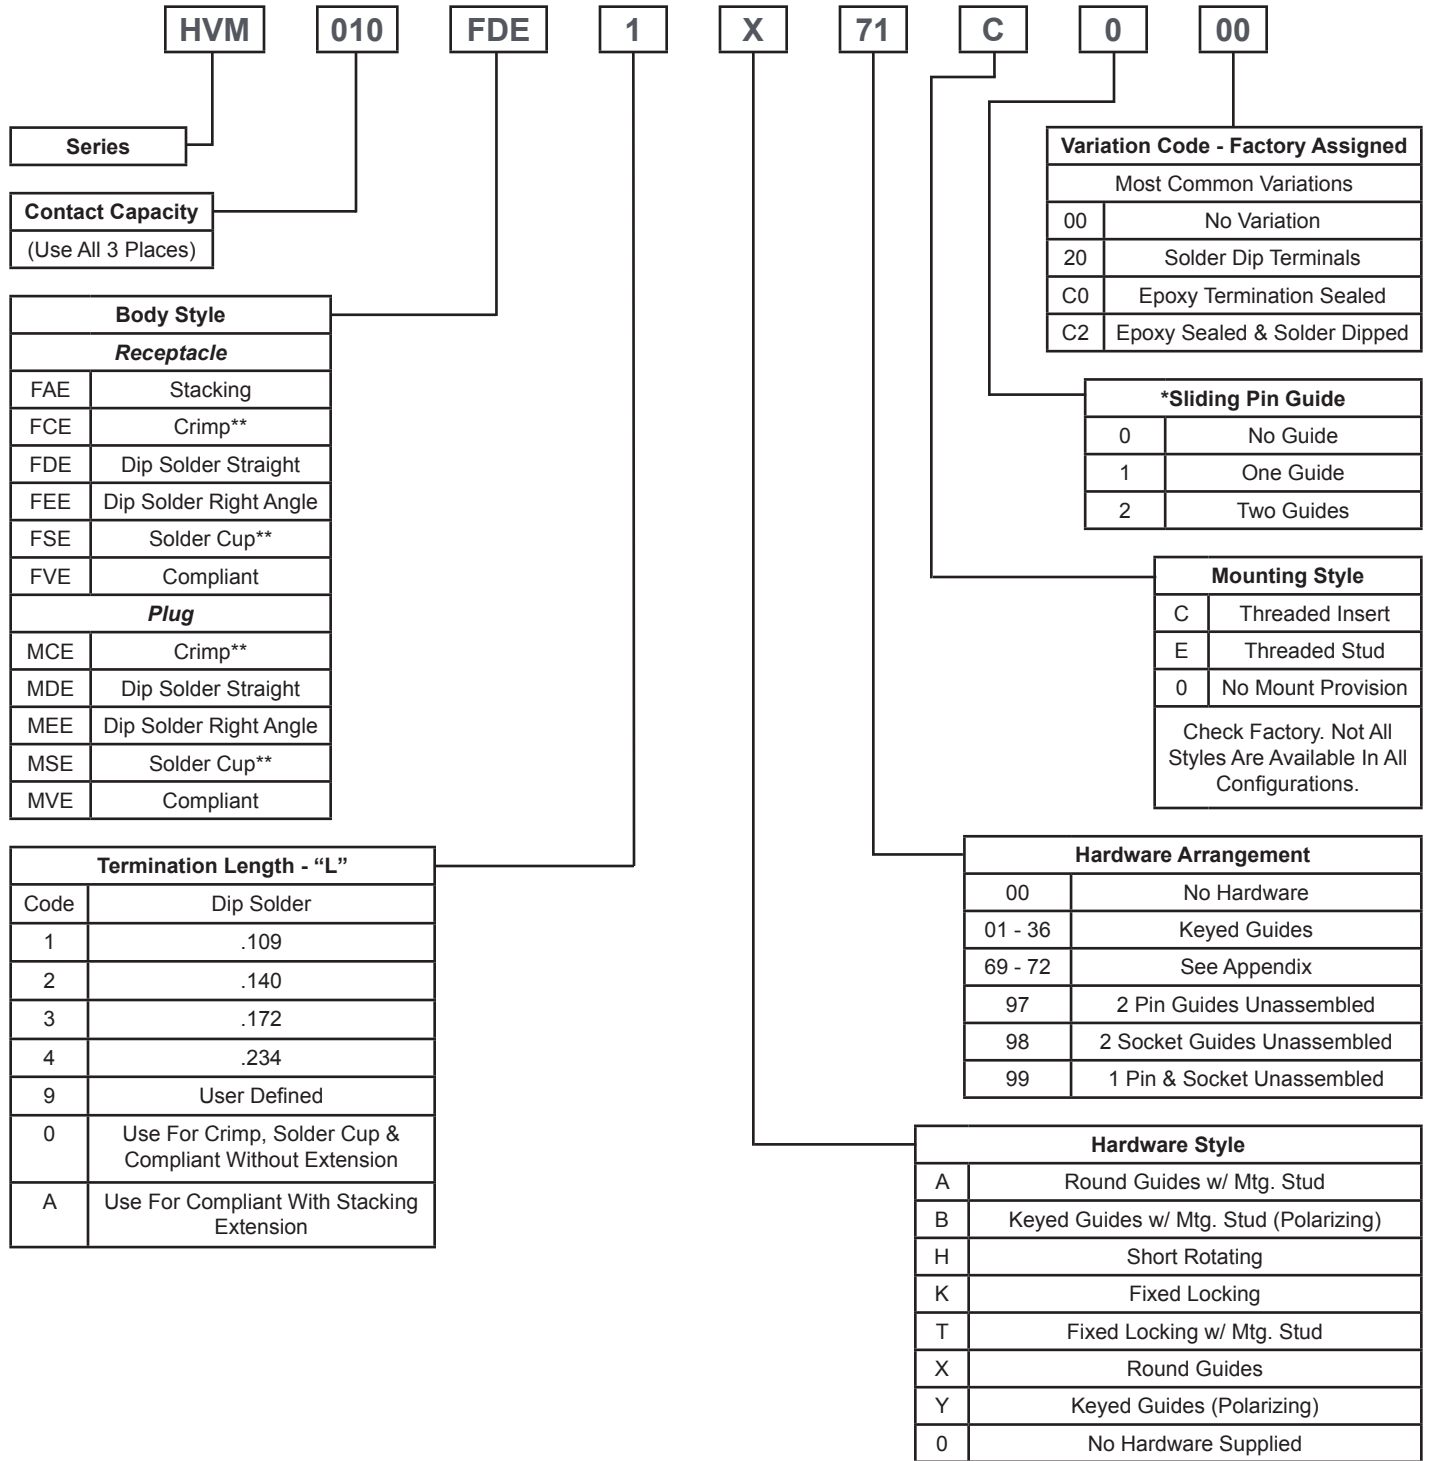 HVM 010 FDE 1 X 71 C 0 00
Series
Contact Capacity
(Use All 3 Places)
Body Style
Receptacle
FAE Stacking
FCE Crimp**
FDE Dip Solder Straight
FEE Dip Solder Right Angle
FSE Solder Cup**
FVE Compliant
Plug
MCE Crimp**
MDE Dip Solder Straight
MEE Dip Solder Right Angle
MSE Solder Cup**
MVE Compliant
Termination Length - “L”
Code Dip Solder
1 .109
2 .140
3 .172
4 .234
9 User Defined
0 Use For Crimp, Solder Cup &
Compliant Without Extension
A Use For Compliant With Stacking
Extension
Variation Code - Factory Assigned
Most Common Variations
00 No Variation
20 Solder Dip Terminals
C0 Epoxy Termination Sealed
C2 Epoxy Sealed & Solder Dipped
*Sliding Pin Guide
0 No Guide
1 One Guide
2 Two Guides
Mounting Style
C Threaded Insert
E Threaded Stud
0 No Mount Provision
Check Factory. Not All
Styles Are Available In All
Configurations.
Hardware Arrangement
00 No Hardware
01 - 36 Keyed Guides
69 - 72 See Appendix
97 2 Pin Guides Unassembled
98 2 Socket Guides Unassembled
99 1 Pin & Socket Unassembled
Hardware Style
A Round Guides w/ Mtg. Stud
B Keyed Guides w/ Mtg. Stud (Polarizing)
H Short Rotating
K Fixed Locking
T Fixed Locking w/ Mtg. Stud
X Round Guides
Y Keyed Guides (Polarizing)
0 No Hardware Supplied